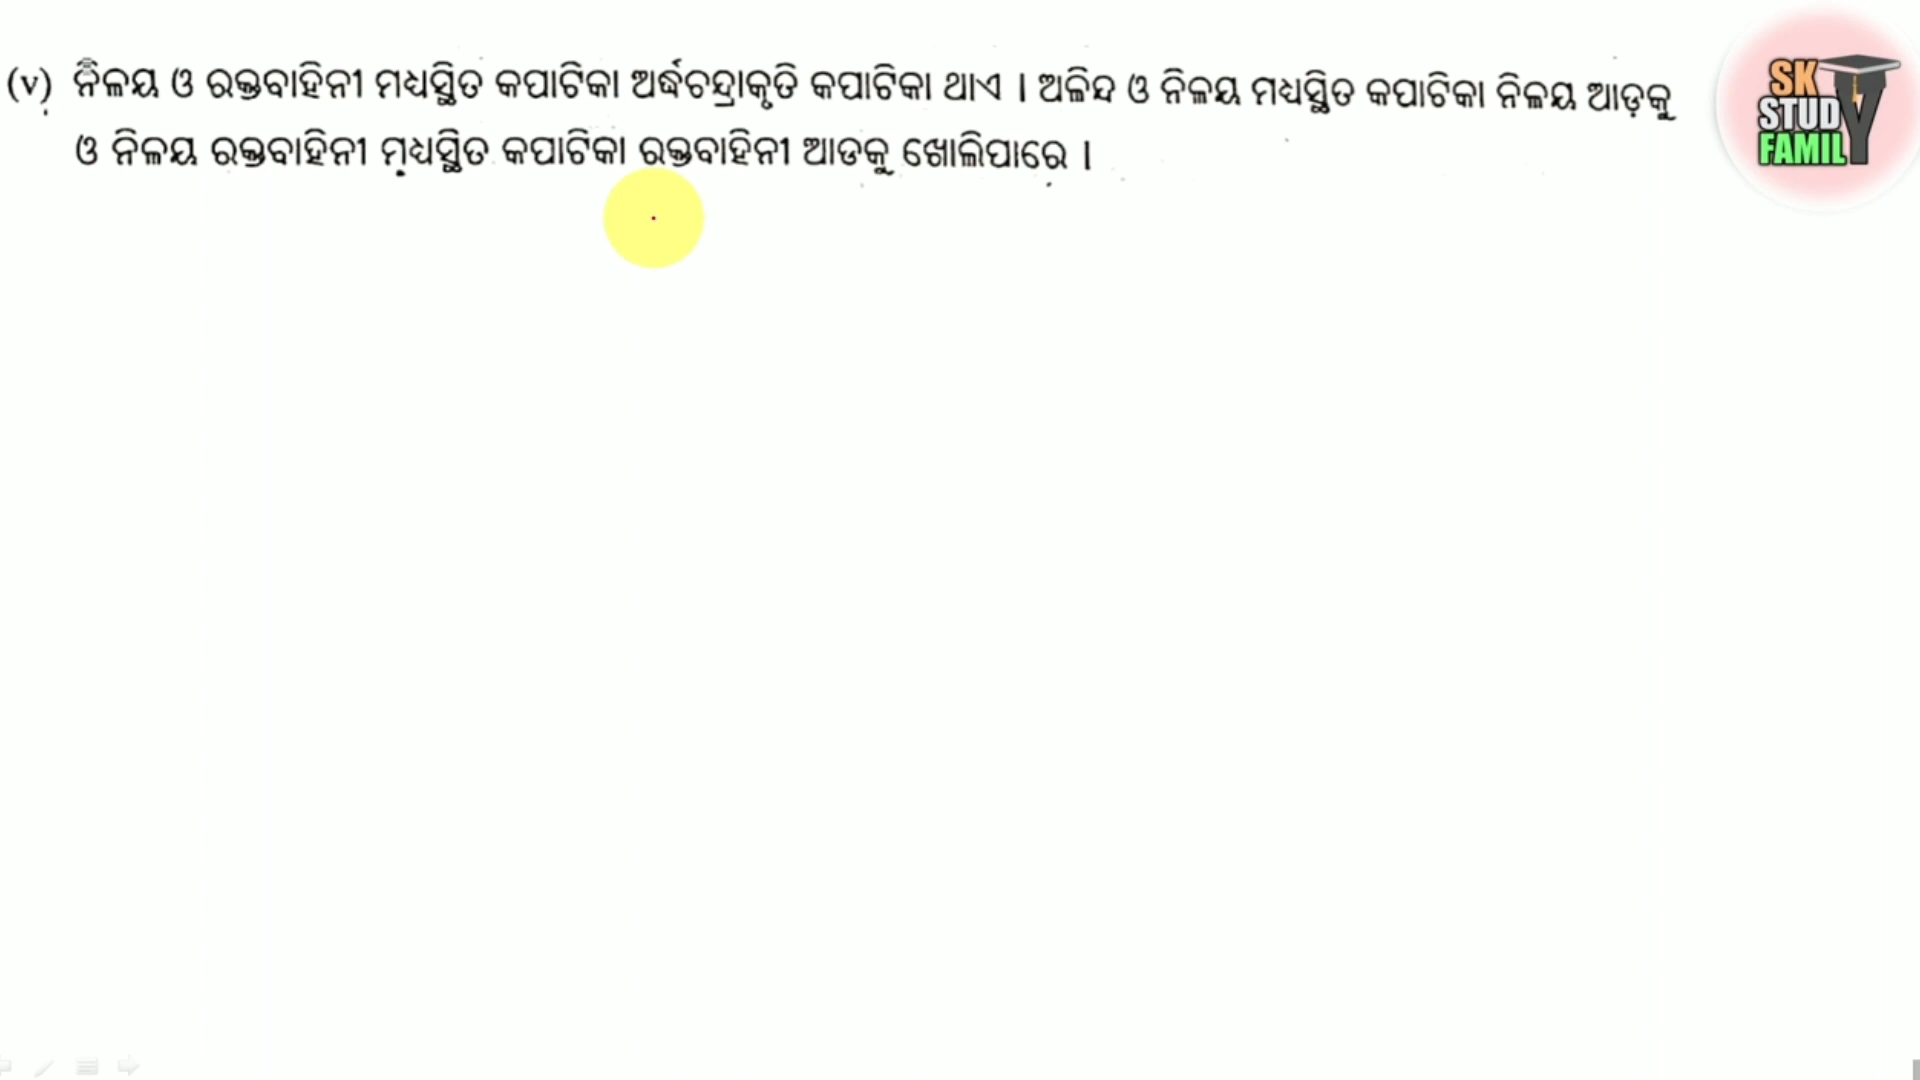 (v) ନିଳୟ ଓ ରକ୍ତବାହିନୀ ମଧ୍ୟସ୍ଥିତ କପାଟିକା ଅର୍ଦ୍ଧଚନ୍ଦ୍ରାକୃତି କପାଟିକା ଥାଏ । ଅଳିନ୍ଦ ଓ ନିଳୟ ମଧ୍ୟସ୍ଥିତ କପାଟିକା ନିଳୟ ଆଡ଼କୁ
ଓ ନିଳୟ ରକ୍ତବାହିନୀ ମଧ୍ୟସ୍ଥିତ କପାଟିକା ରକ୍ତବାହିନୀ ଆଡକୁ ଖୋଲିପାରେ ।
SK
STUDY
FAMILY